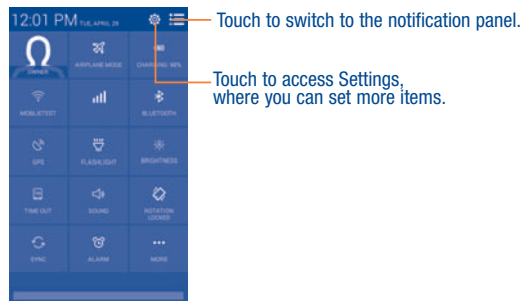 12:01 PM TUE, APRIL 29
Touch to switch to the notification panel.
OWNER
AIRPLANE MODE
CHARGING, 98%
Touch to access Settings,
where you can set more items.
MOBILETEST
BLUETOOTH
GPS
FLASHLIGHT
BRIGHTNESS
TIME OUT
SOUND
ROTATION
LOCKED
SYNC
ALARM
MORE